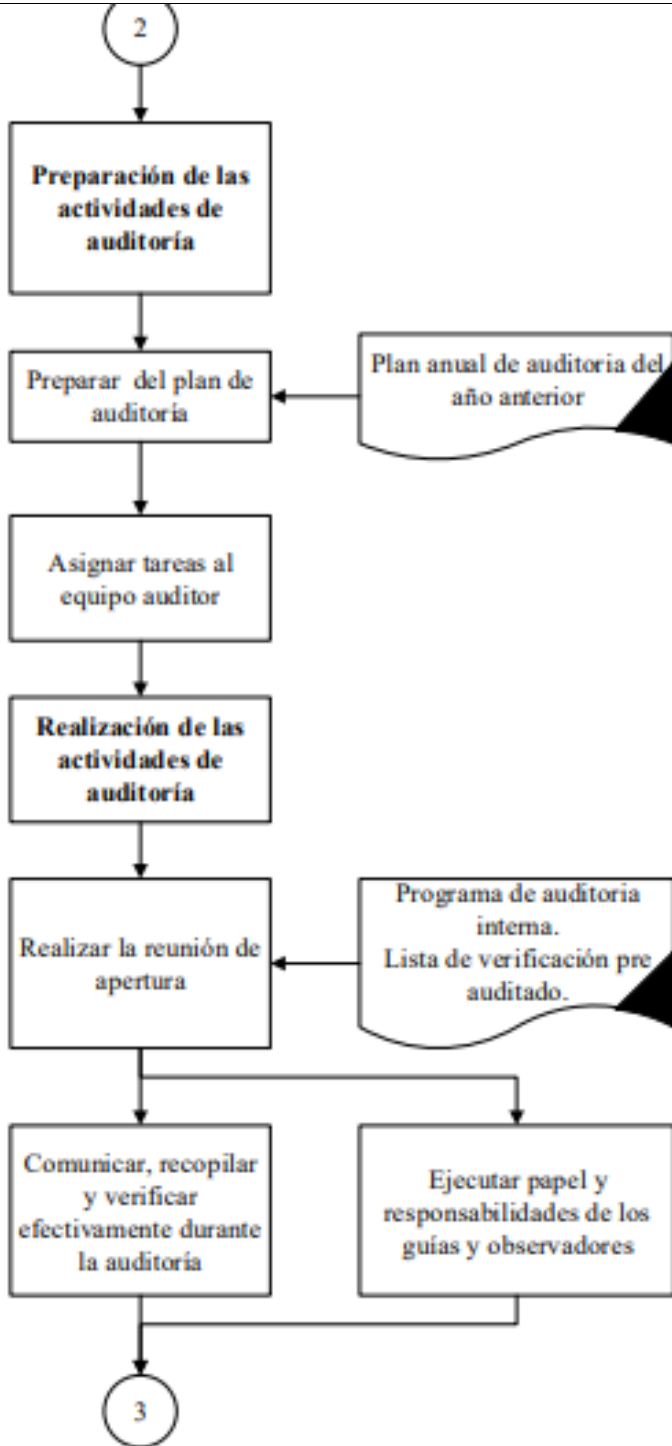 2
Preparación de las
actividades de
auditoría
Preparar del plan de
auditoría
Plan anual de auditoria del
año anterior
Asignar tareas al
equipo auditor
Realización de las
actividades de
auditoría
Realizar la reunión de
apertura
Programa de auditoria
interna.
Lista de verificación pre
auditado.
Comunicar, recopilar
y verificar
efectivamente durante
la auditoría
Ejecutar papel y
responsabilidades de los
guías y observadores
3